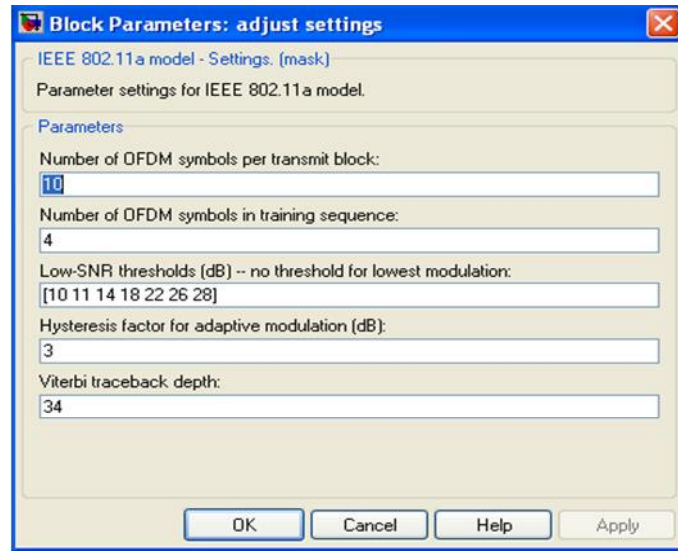 Block Parameters: adjust settings
IEEE 802.11a model - Settings. (mask)
Parameter settings for IEEE 802.11a model.
Parameters
Number of OFDM symbols per transmit block:
10
Number of OFDM symbols in training sequence:
4
Low-SNR thresholds (dB) -- no threshold for lowest modulation:
[10 11 14 18 22 26 28]
Hysteresis factor for adaptive modulation (dB):
3
Viterbi traceback depth:
34
OK Cancel Help Apply